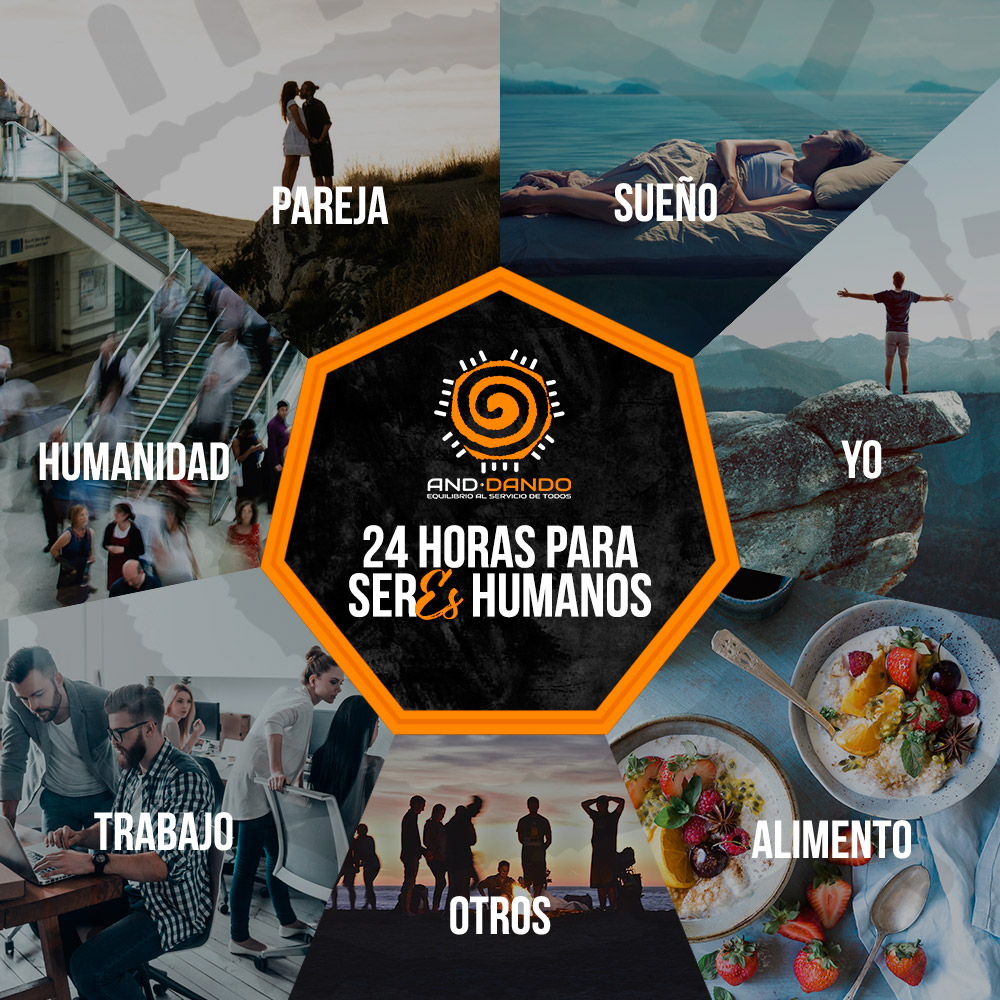 PAREJA
SUEÑO
HUMANIDAD
YO
AND·DANDO
EQUILIBRIO AL SERVICIO DE TODOS
24 HORAS PARA
SEREs HUMANOS
TRABAJO
ALIMENTO
OTROS